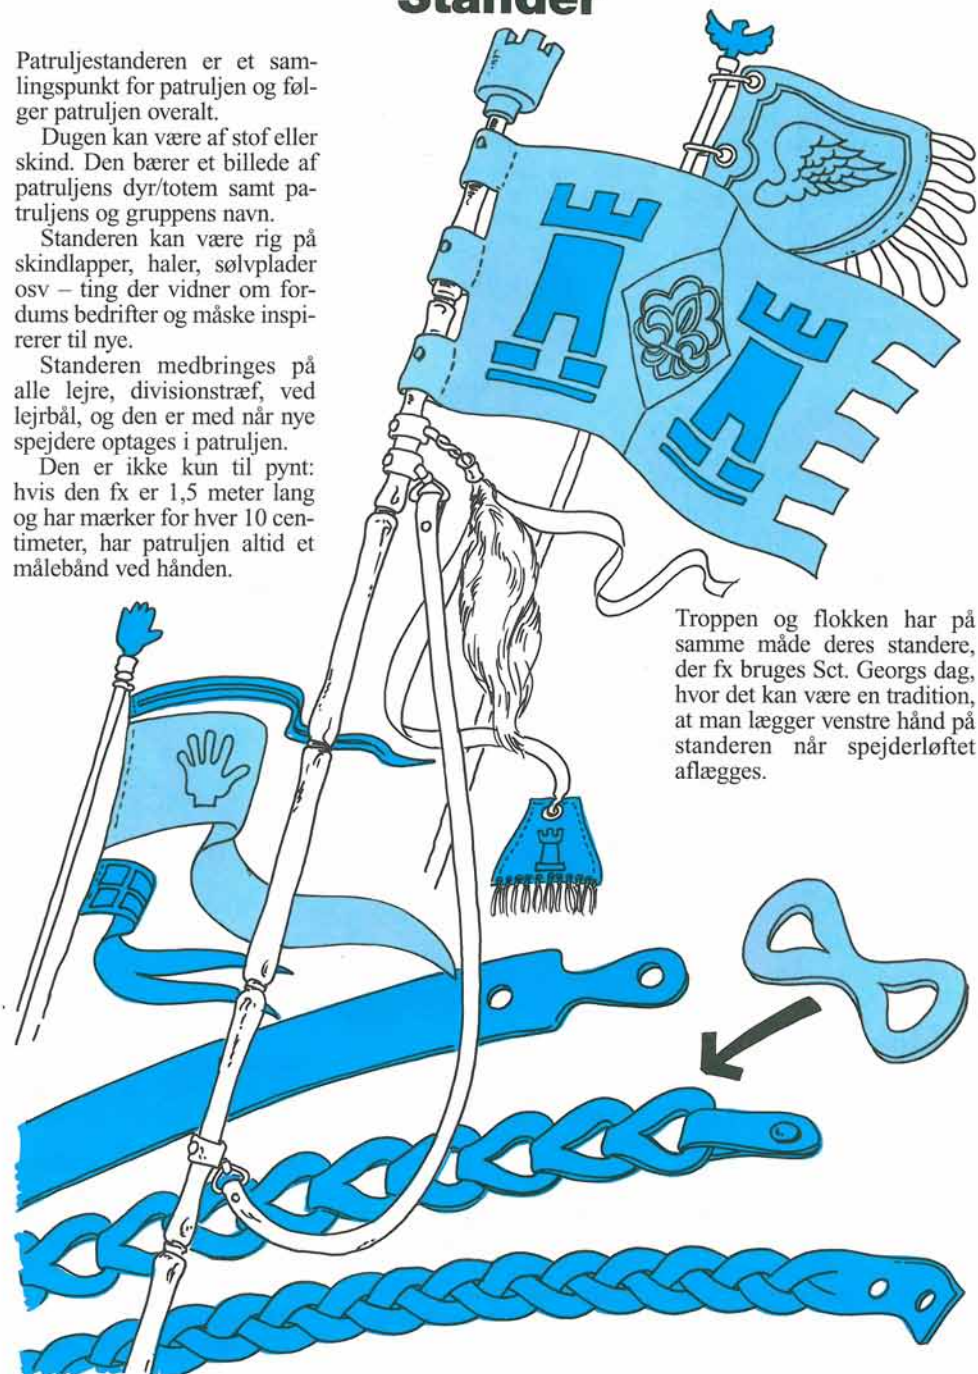 Stander
Patruljestanderen er et sam-
lingspunkt for patruljen og føl-
ger patruljen overalt.
Dugen kan være af stof eller
skind. Den bærer et billede af
patruljens dyr/totem samt pa-
truljens og gruppens navn.
Standeren kan være rig på
skindlapper, haler, sølvplader
osv – ting der vidner om for-
dums bedrifter og måske inspi-
rerer til nye.
Standeren medbringes på
alle lejre, divisionstræf, ved
lejrbål, og den er med når nye
spejdere optages i patruljen.
Den er ikke kun til pynt:
hvis den fx er 1,5 meter lang
og har mærker for hver 10 cen-
timeter, har patruljen altid et
målebånd ved hånden.
Troppen og flokken har på
samme måde deres standere,
der fx bruges Sct. Georgs dag,
hvor det kan være en tradition,
at man lægger venstre hånd på
standeren når spejderløftet
aflægges.